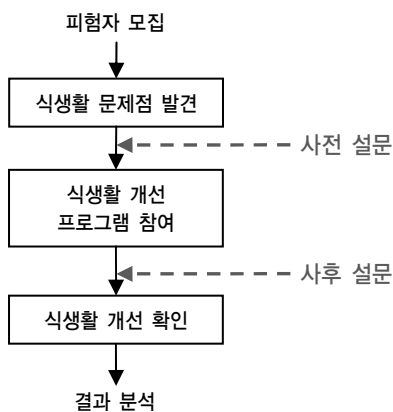 피험자 모집
식생활 문제점 발견
사전 설문
식생활 개선
프로그램 참여
사후 설문
식생활 개선 확인
결과 분석